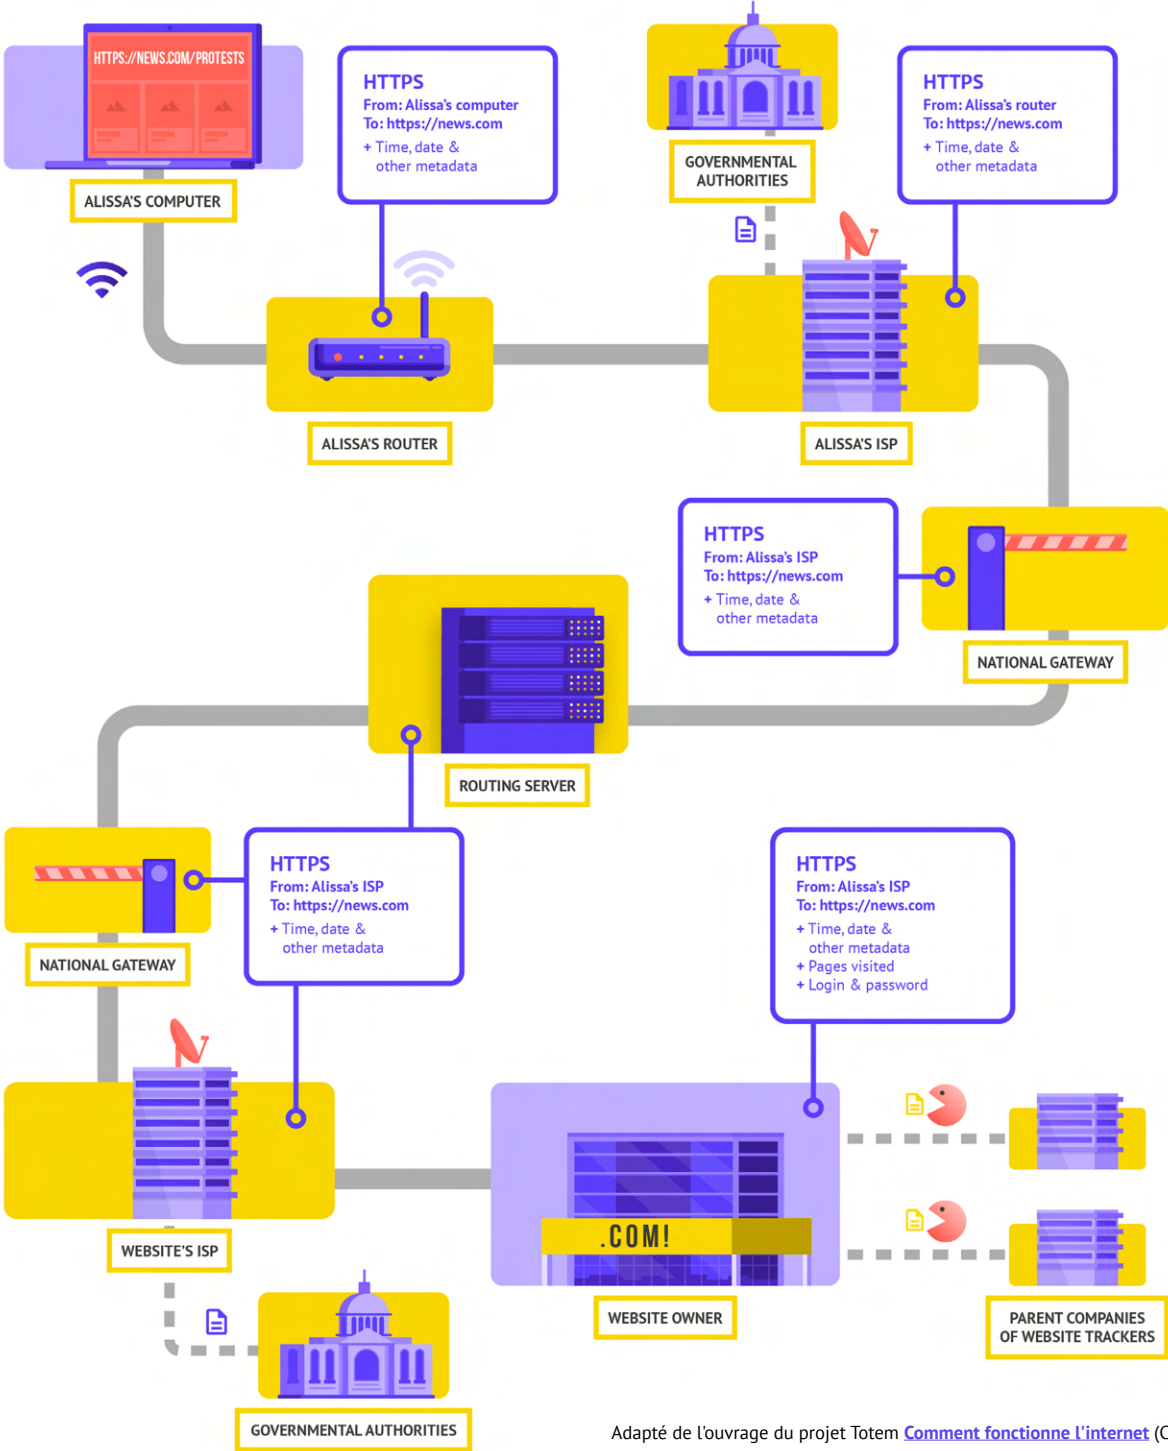 HTTPS://NEWS.COM/PROTESTS
ALISSA'S COMPUTER
HTTPS
From: Alissa's computer
To: https://news.com
+ Time, date &
other metadata
GOVERNMENTAL
AUTHORITIES
HTTPS
From: Alissa's router
To: https://news.com
+ Time, date &
other metadata
ALISSA'S ROUTER
ALISSA'S ISP
HTTPS
From: Alissa's ISP
To: https://news.com
+ Time, date &
other metadata
NATIONAL GATEWAY
ROUTING SERVER
HTTPS
From: Alissa's ISP
To: https://news.com
+ Time, date &
other metadata
NATIONAL GATEWAY
HTTPS
From: Alissa's ISP
To: https://news.com
+ Time, date &
other metadata
+ Pages visited
+ Login & password
WEBSITE'S ISP
.COM!
WEBSITE OWNER
PARENT COMPANIES
OF WEBSITE TRACKERS
GOVERNMENTAL AUTHORITIES
Adapté de l'ouvrage du projet Totem Comment fonctionne l'internet (C